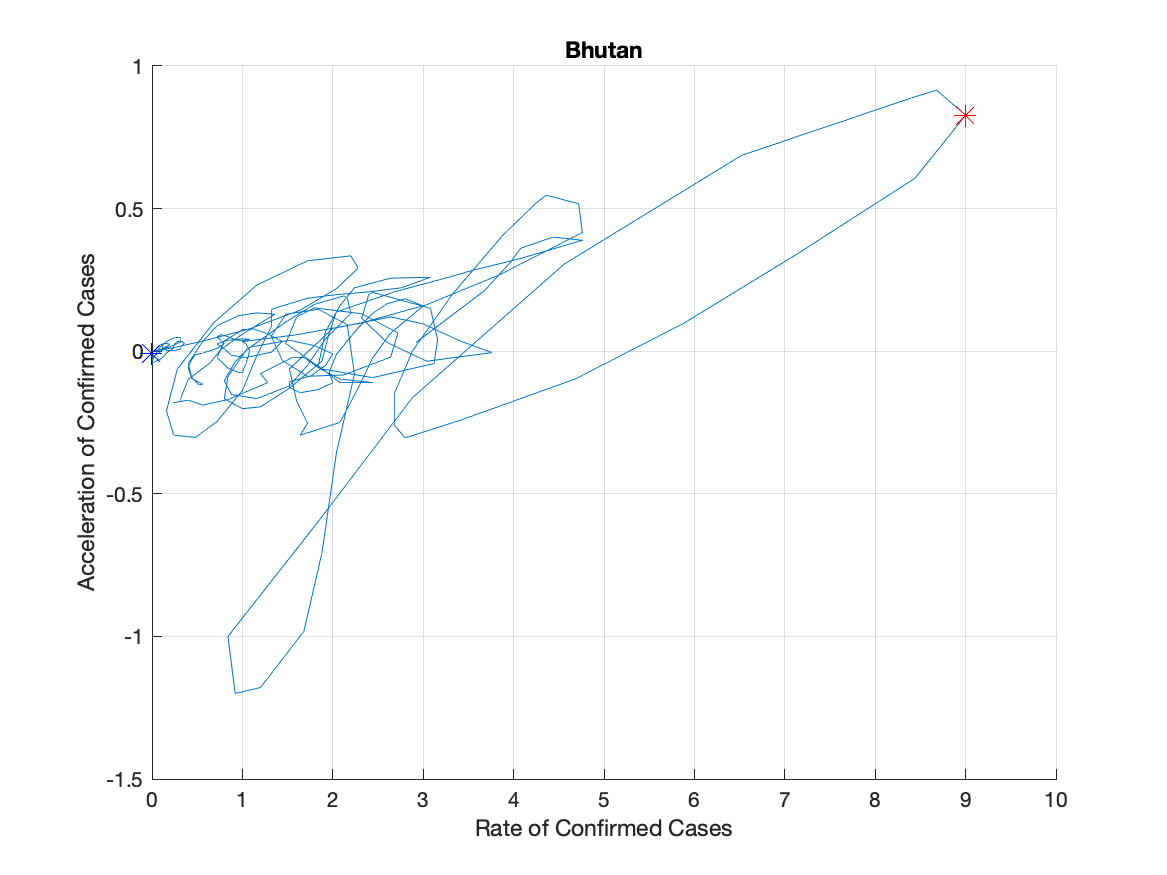 Bhutan
1
0.5
0
-0.5
-1
-1.5
Acceleration of Confirmed Cases
0 1 2 3 4 5 6 7 8 9 10
Rate of Confirmed Cases